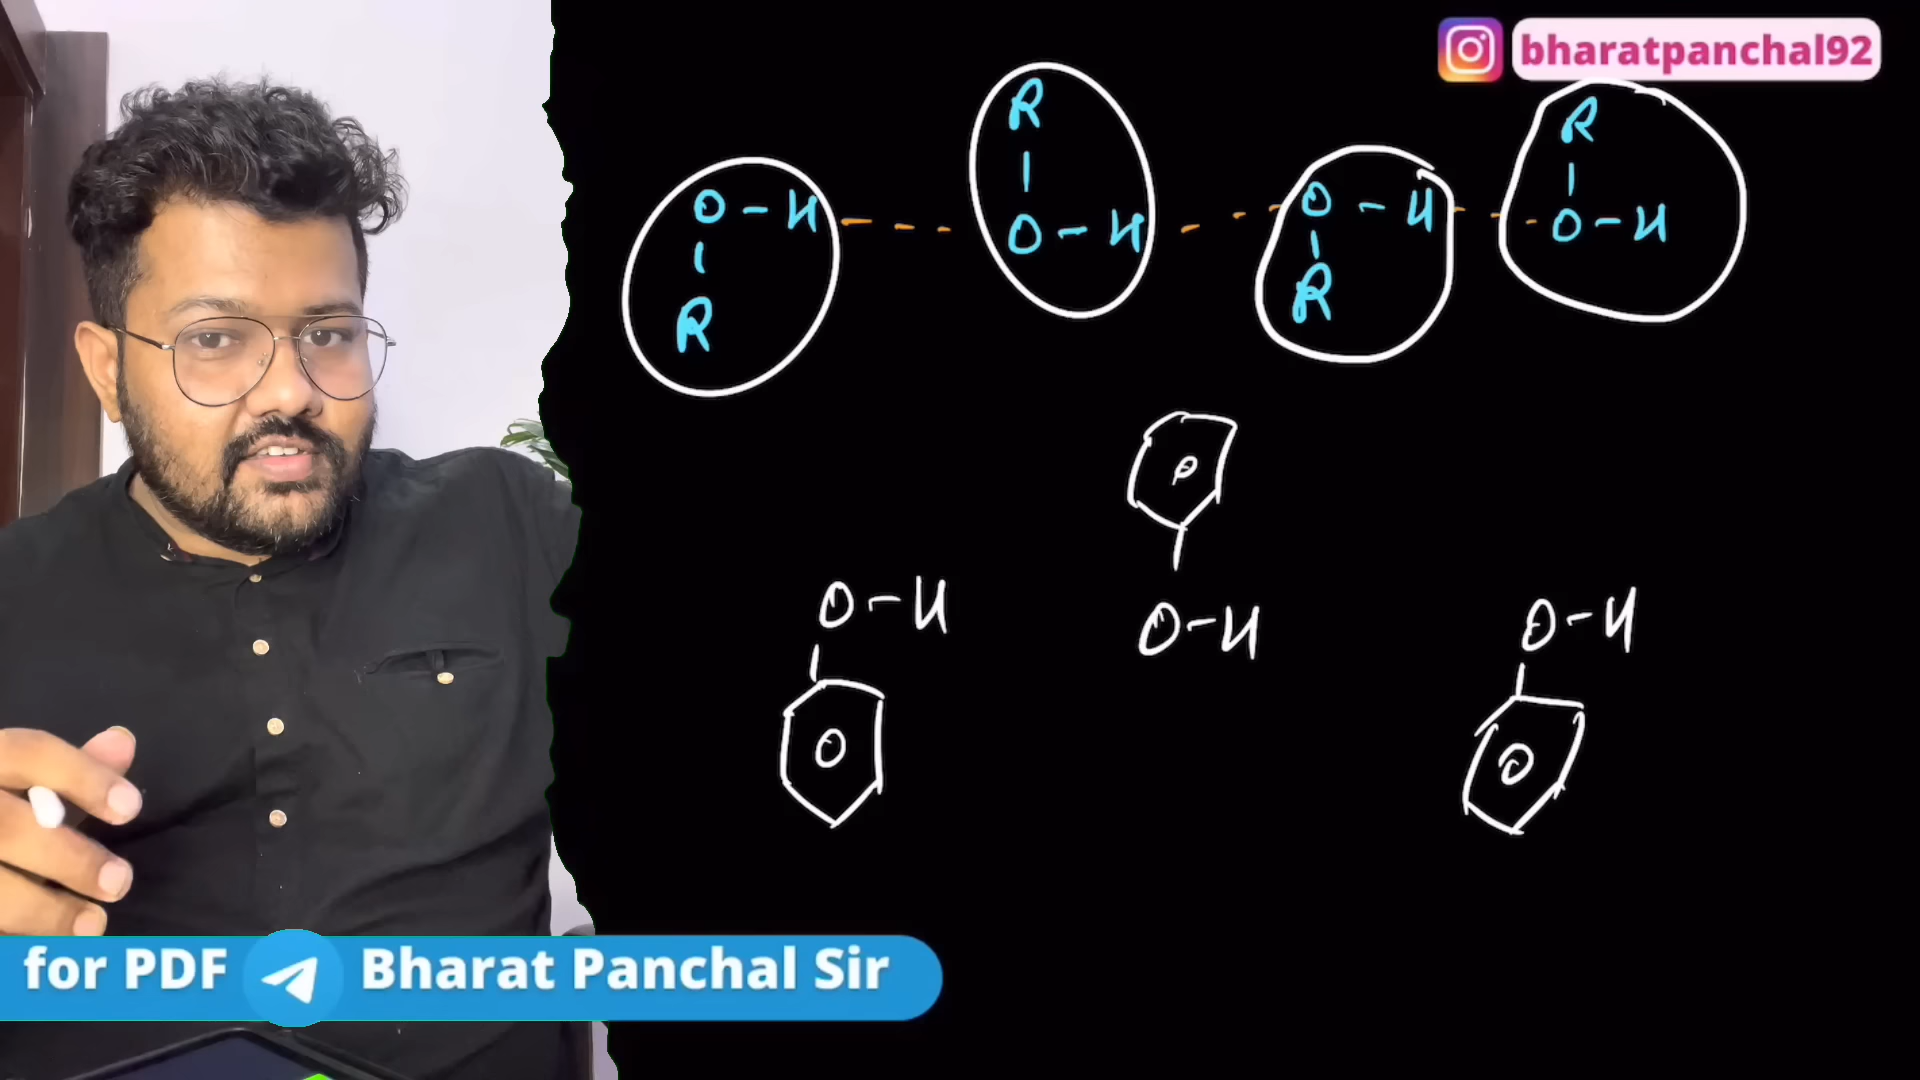 bharatpanchal92
R R
O - H O - H
O - H O - H
R R
O - H O - H O - H
for PDF Bharat Panchal Sir